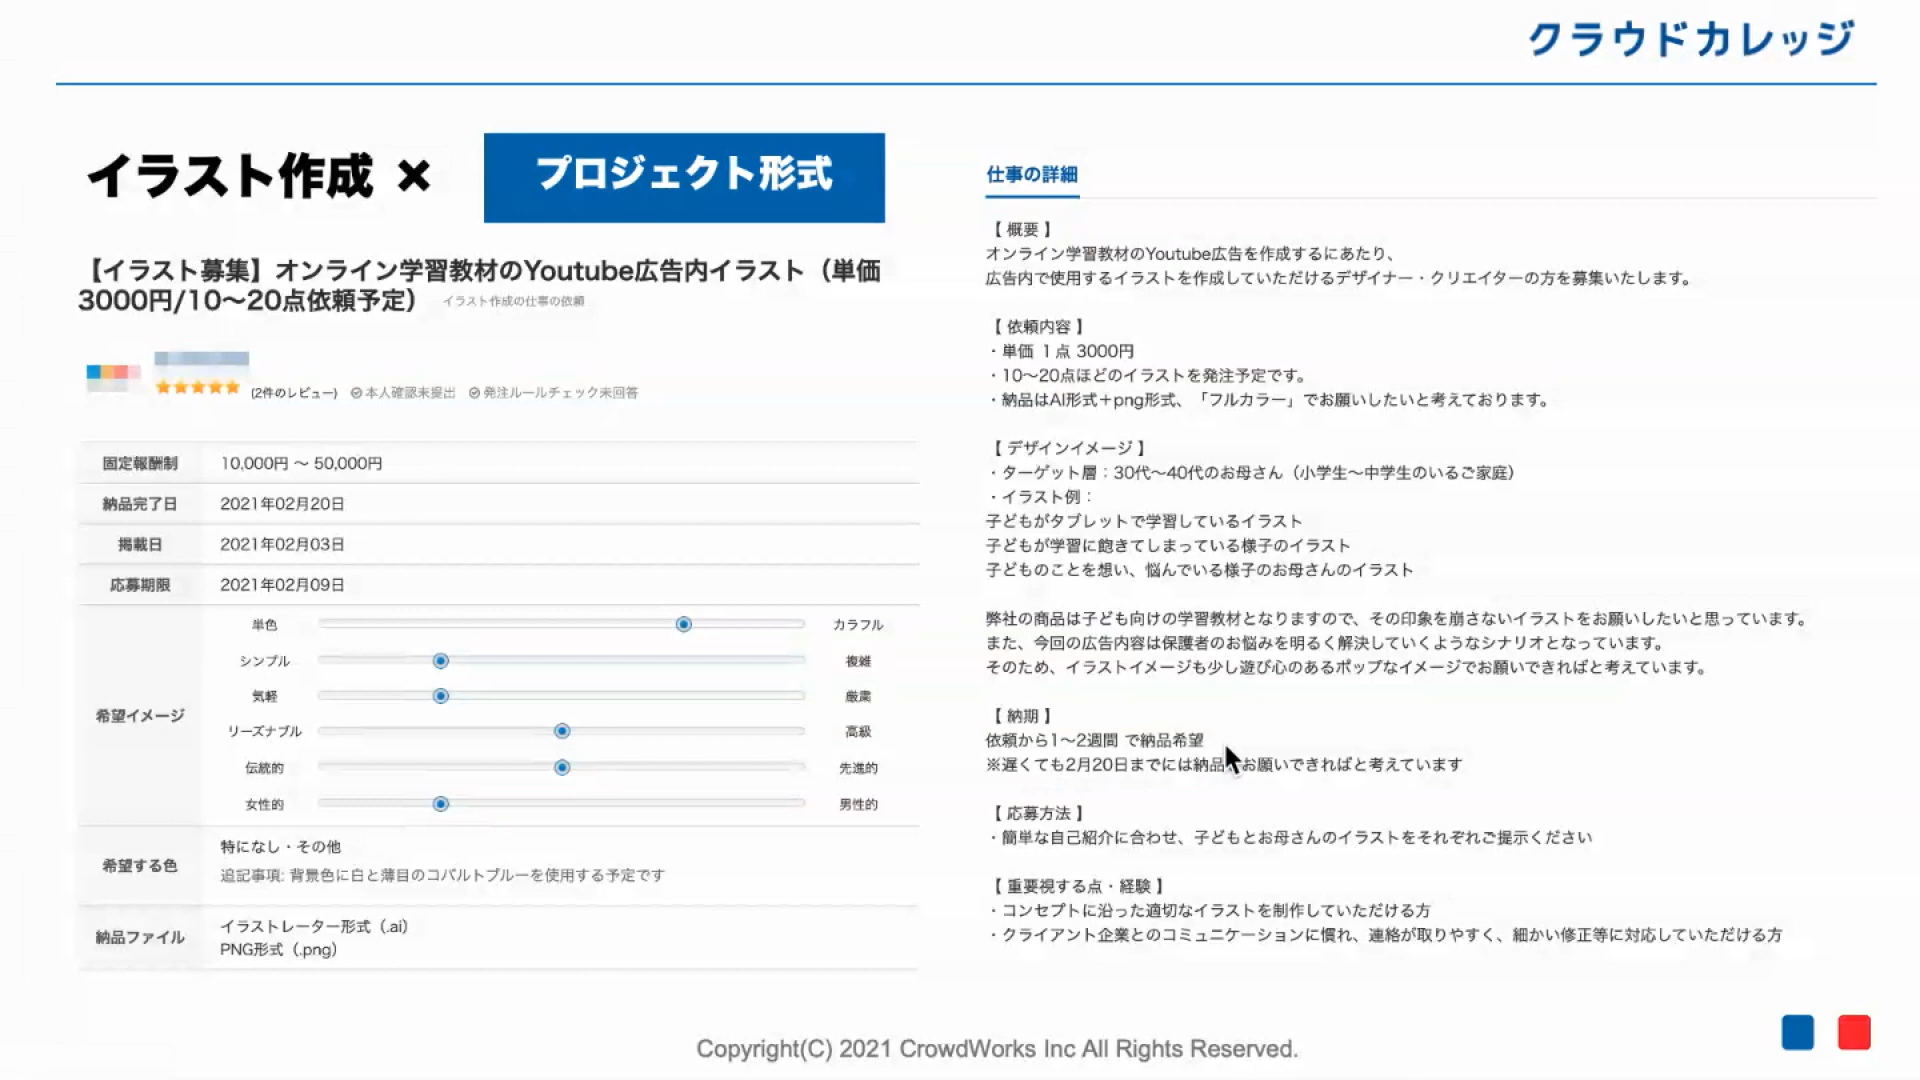 クラウドカレッジ
イラスト作成 × プロジェクト形式
【イラスト募集】オンライン学習教材のYoutube広告内イラスト（単価
3000円/10〜20点依頼予定） イラスト作成の仕事の依頼
(2件のレビュー) 本人確認未提出 発注ルールチェック未回答
固定報酬制 10,000円 〜 50,000円
納品完了日 2021年02月20日
掲載日 2021年02月03日
応募期限 2021年02月09日
希望イメージ
単色 カラフル
シンプル 複雑
気軽 厳粛
リーズナブル 高級
伝統的 先進的
女性的 男性的
希望する色 特になし・その他
追記事項: 背景色に白と薄目のコバルトブルーを使用する予定です
納品ファイル イラストレーター形式（.ai）
PNG形式（.png）
仕事の詳細
【 概要 】
オンライン学習教材のYoutube広告を作成するにあたり、
広告内で使用するイラストを作成していただけるデザイナー・クリエイターの方を募集いたします。
【 依頼内容 】
・単価 １点 3000円
・10〜20点ほどのイラストを発注予定です。
・納品はAI形式＋png形式、「フルカラー」でお願いしたいと考えております。
【 デザインイメージ 】
・ターゲット層：30代〜40代のお母さん（小学生〜中学生のいるご家庭）
・イラスト例：
子どもがタブレットで学習しているイラスト
子どもが学習に飽きてしまっている様子のイラスト
子どものことを想い、悩んでいる様子のお母さんのイラスト
弊社の商品は子ども向けの学習教材となりますので、その印象を崩さないイラストをお願いしたいと思っています。
また、今回の広告内容は保護者のお悩みを明るく解決していくようなシナリオとなっています。
そのため、イラストイメージも少し遊び心のあるポップなイメージでお願いできればと考えています。
【 納期 】
依頼から1〜2週間 で納品希望
※遅くても2月20日までには納品 お願いできればと考えています
【 応募方法 】
・簡単な自己紹介に合わせ、子どもとお母さんのイラストをそれぞれご提示ください
【 重要視する点・経験 】
・コンセプトに沿った適切なイラストを制作していただける方
・クライアント企業とのコミュニケーションに慣れ、連絡が取りやすく、細かい修正等に対応していただける方
Copyright(C) 2021 CrowdWorks Inc All Rights Reserved.